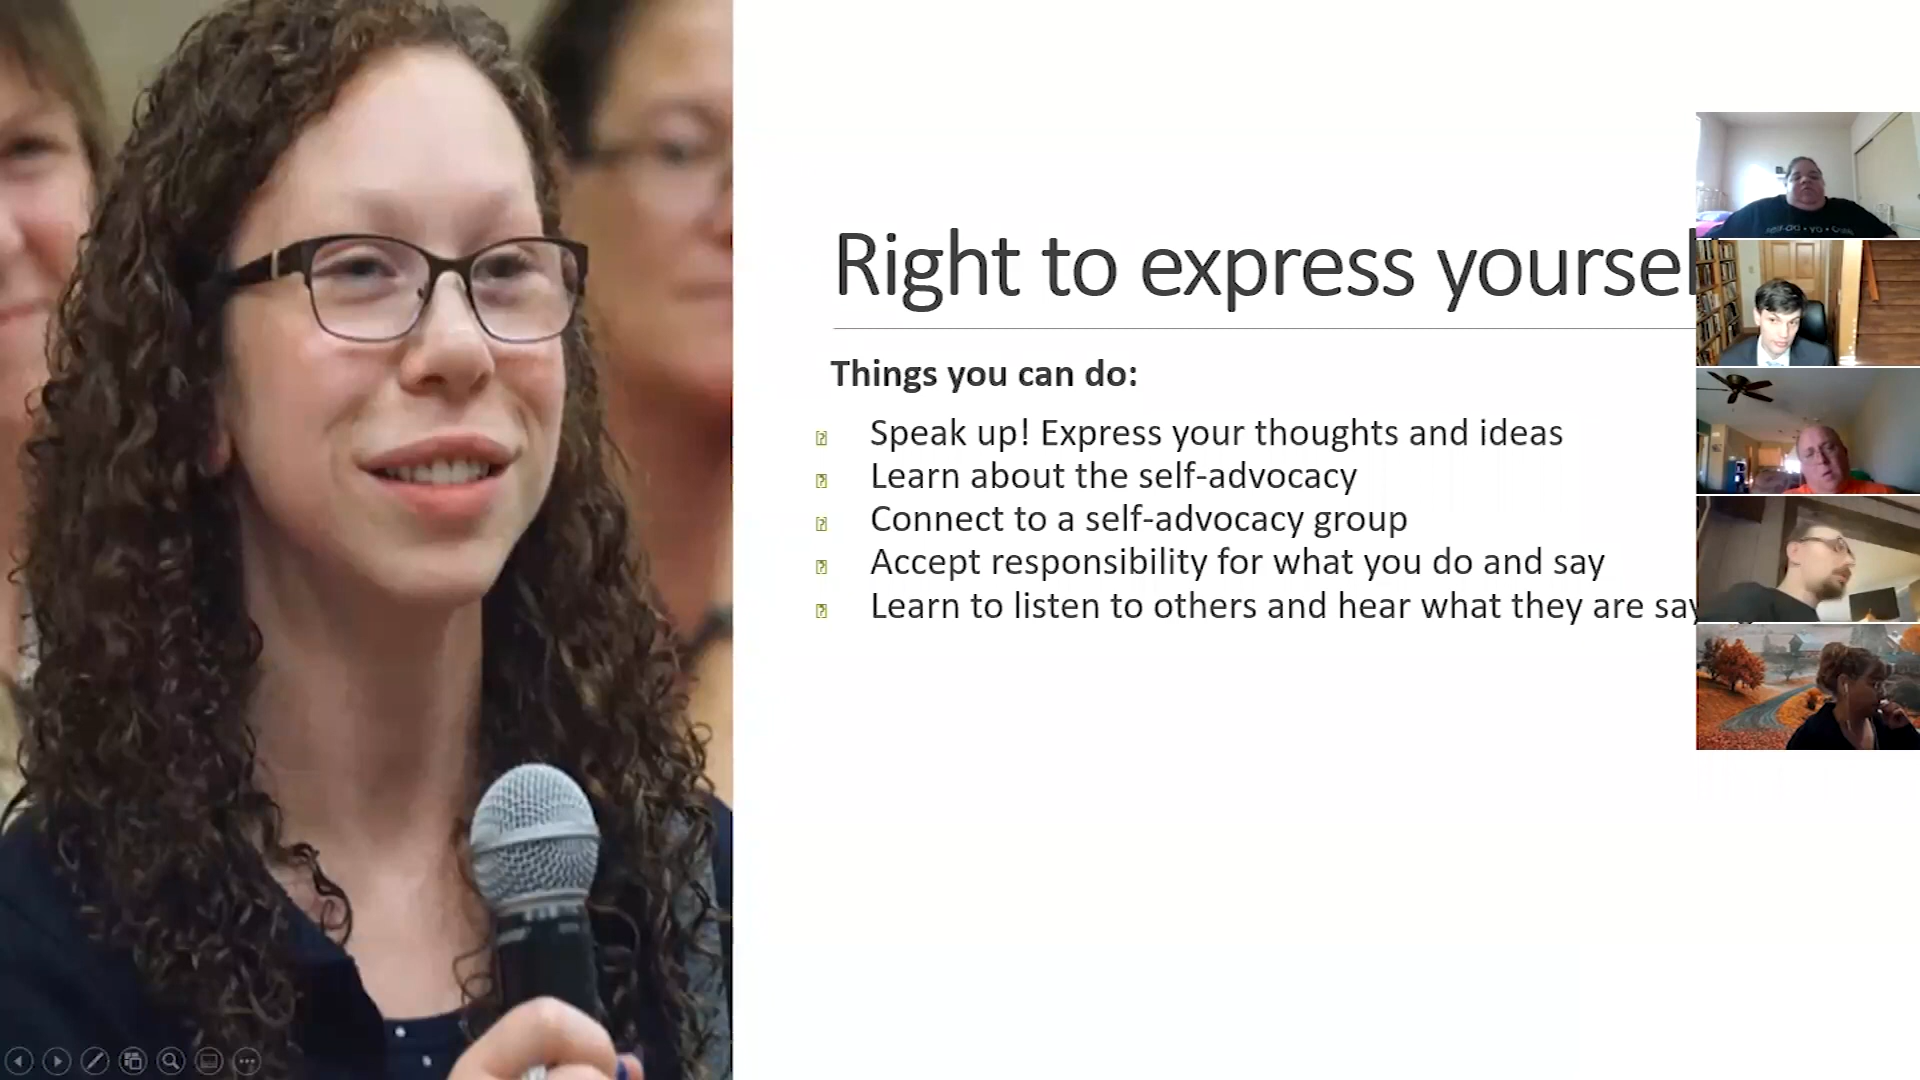 Right to express yoursel
Things you can do:
Speak up! Express your thoughts and ideas
Learn about the self-advocacy
Connect to a self-advocacy group
Accept responsibility for what you do and say
Learn to listen to others and hear what they are say